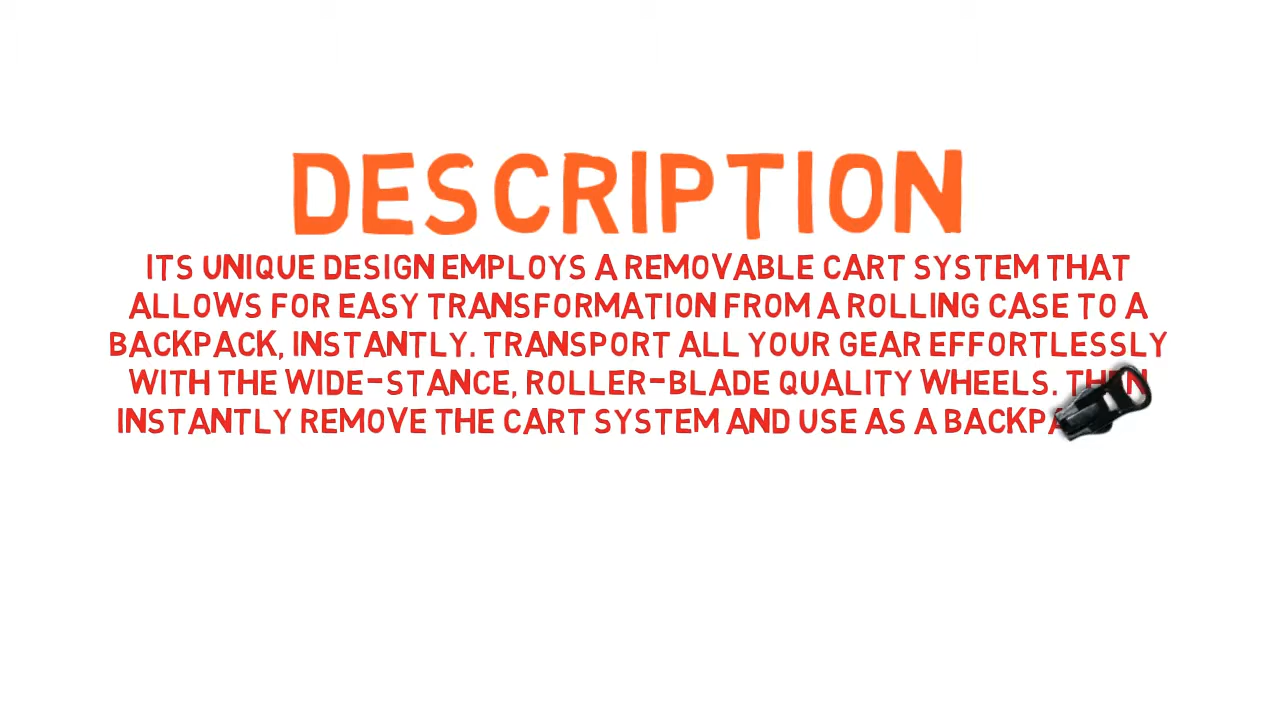 DESCRIPTION
ITS UNIQUE DESIGN EMPLOYS A REMOVABLE CART SYSTEM THAT
ALLOWS FOR EASY TRANSFORMATION FROM A ROLLING CASE TO A
BACKPACK, INSTANTLY. TRANSPORT ALL YOUR GEAR EFFORTLESSLY
WITH THE WIDE-STANCE, ROLLER-BLADE QUALITY WHEELS. THEN
INSTANTLY REMOVE THE CART SYSTEM AND USE AS A